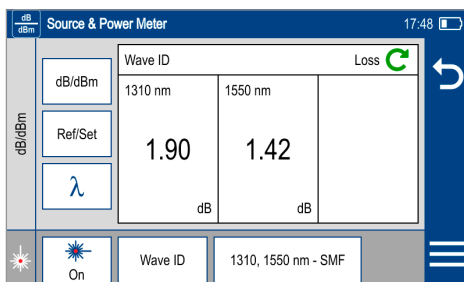 dB
dBm
Source & Power Meter
17:48
dB/dBm
dB/dBm
Ref/Set
λ
Wave ID
Loss
1310 nm
1550 nm
1.90
1.42
dB
dB
On
Wave ID
1310, 1550 nm - SMF